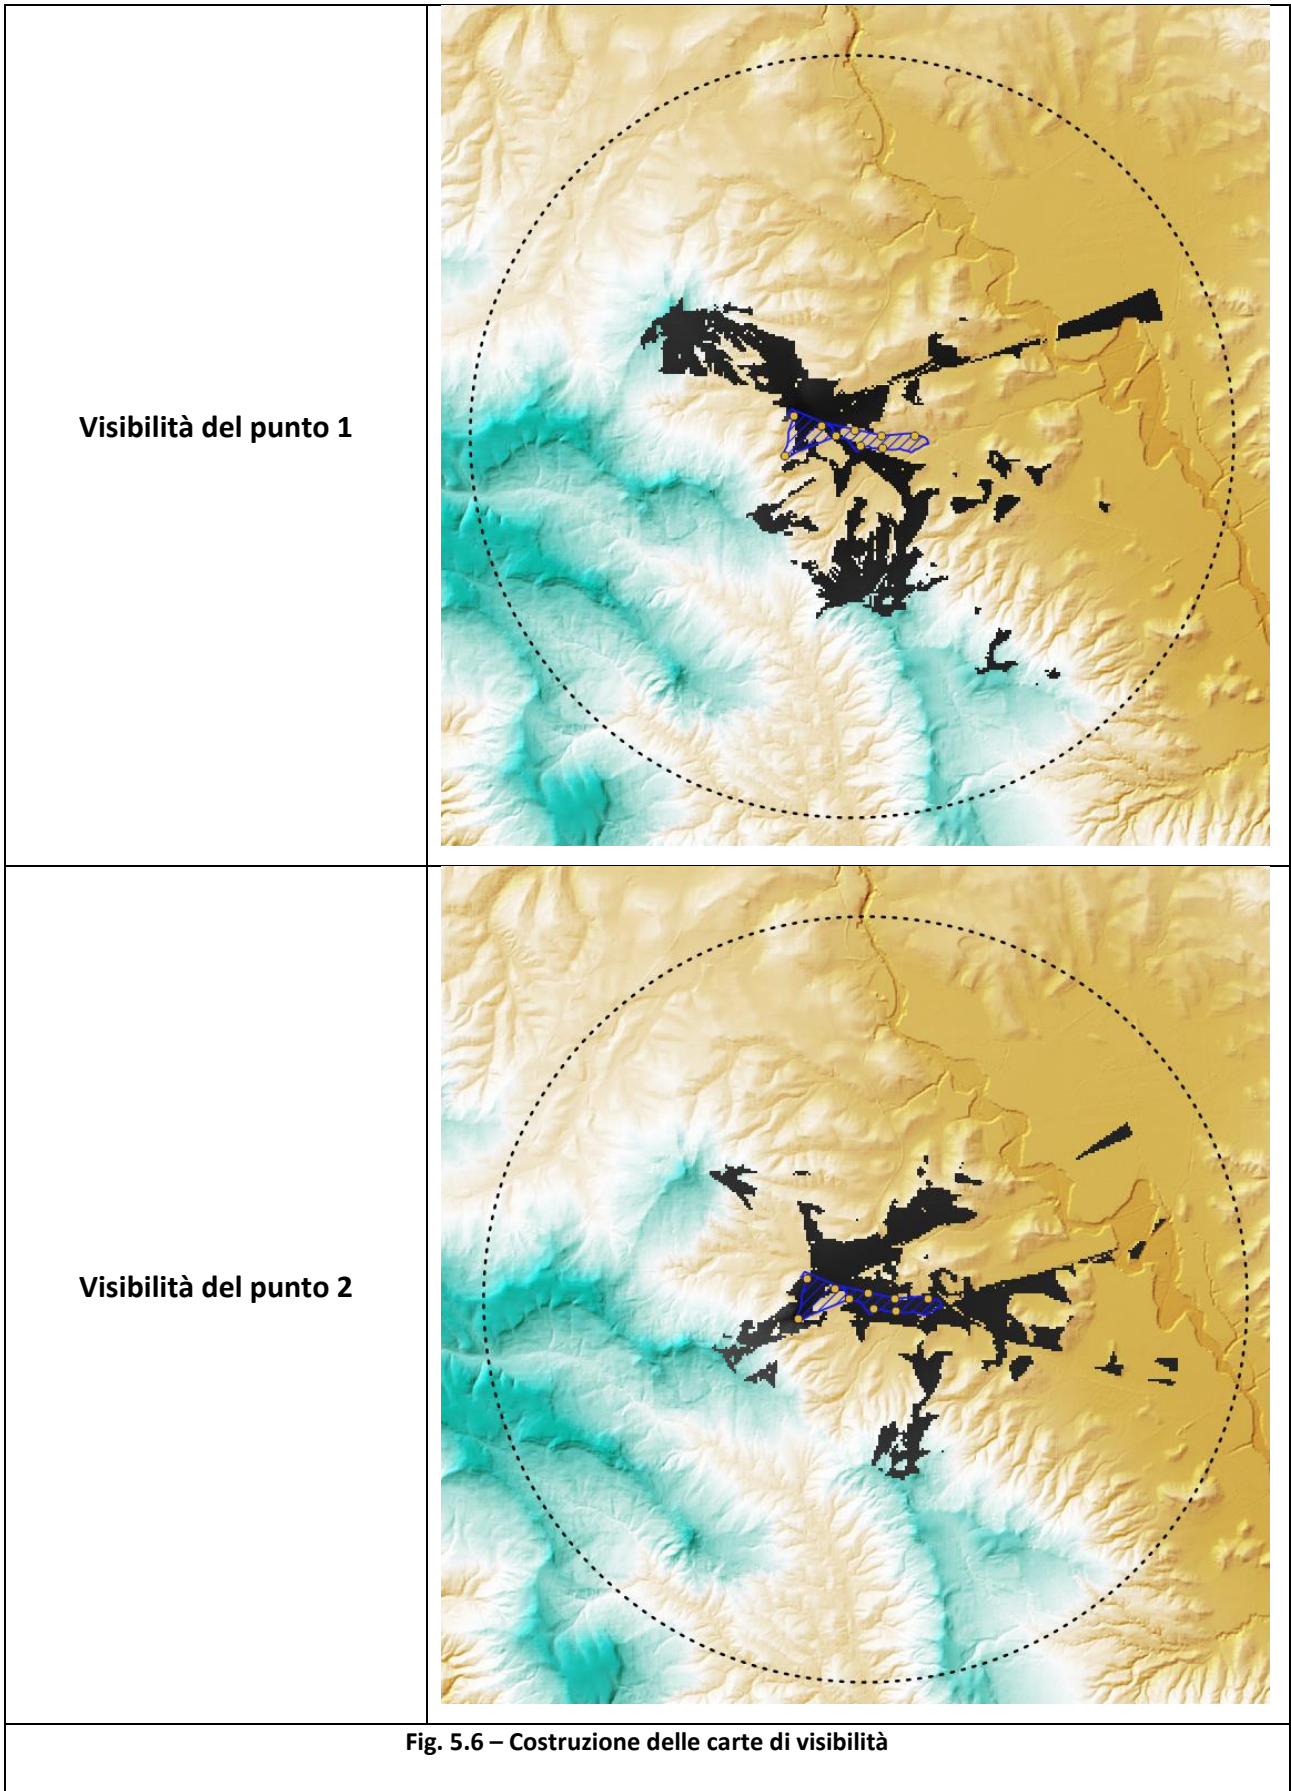 Visibilità del punto 1
Visibilità del punto 2
Fig. 5.6 – Costruzione delle carte di visibilità